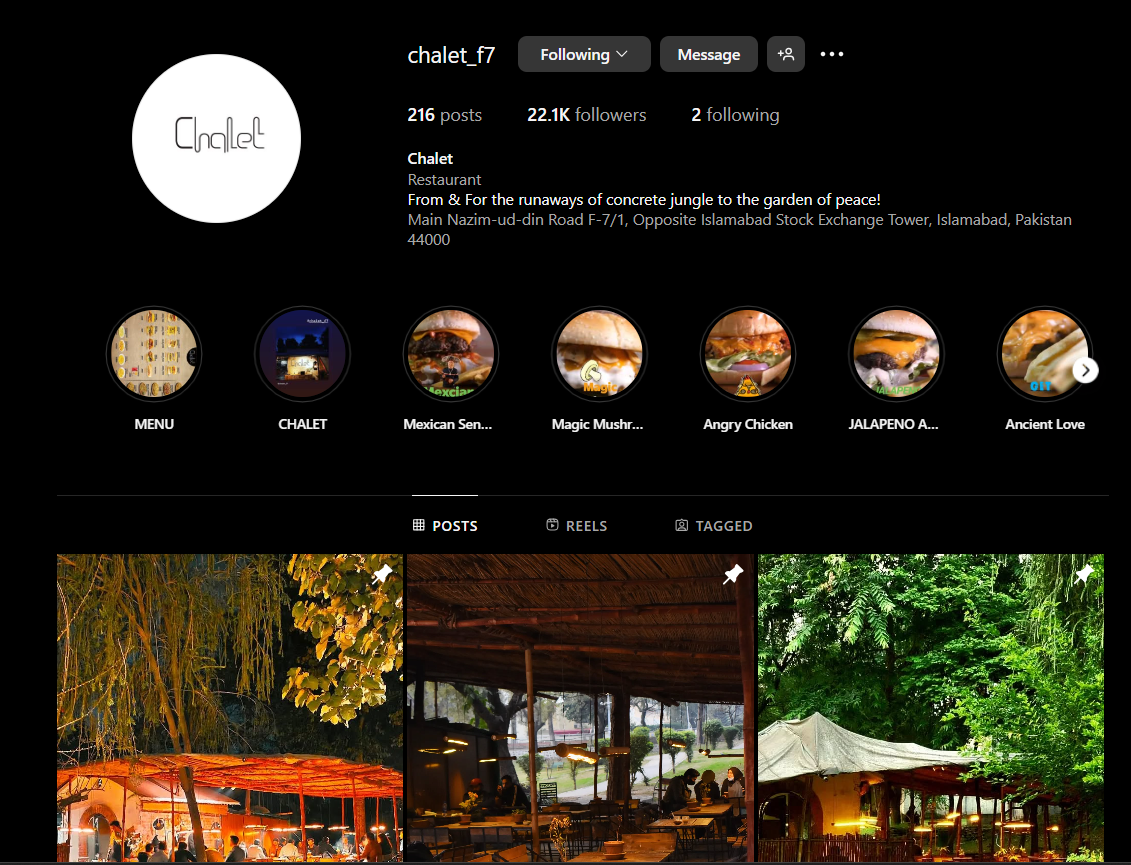 Chalet
chalet_f7
Following
Message
216 posts
22.1K followers
2 following
Chalet
Restaurant
From & For the runaways of concrete jungle to the garden of peace!
Main Nazim-ud-din Road F-7/1, Opposite Islamabad Stock Exchange Tower, Islamabad, Pakistan
44000
Magic
GET
MENU
CHALET
Mexican Sen...
Magic Mushr...
Angry Chicken
JALAPENO A...
Ancient Love
POSTS
REELS
TAGGED